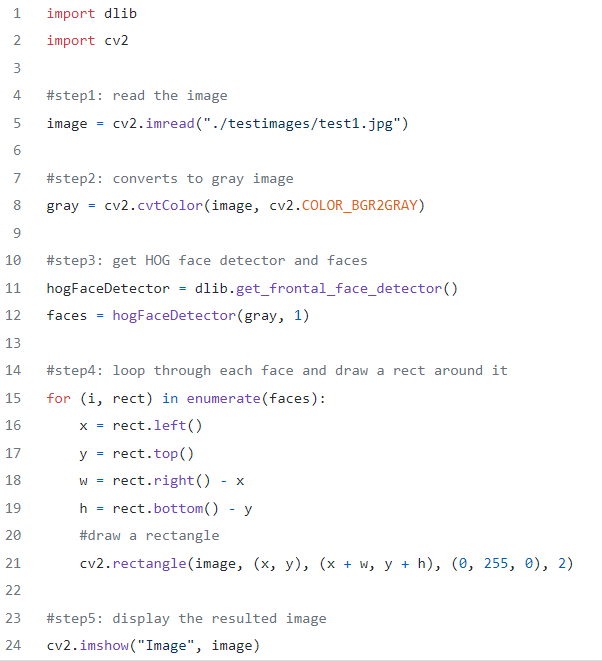 1 import dlib
2 import cv2
3
4 #step1: read the image
5 image = cv2.imread("./testimages/test1.jpg")
6
7 #step2: converts to gray image
8 gray = cv2.cvtColor(image, cv2.COLOR_BGR2GRAY)
9
10 #step3: get HOG face detector and faces
11 hogFaceDetector = dlib.get_frontal_face_detector()
12 faces = hogFaceDetector(gray, 1)
13
14 #step4: loop through each face and draw a rect around it
15 for (i, rect) in enumerate(faces):
16     x = rect.left()
17     y = rect.top()
18     w = rect.right() - x
19     h = rect.bottom() - y
20     #draw a rectangle
21     cv2.rectangle(image, (x, y), (x + w, y + h), (0, 255, 0), 2)
22
23 #step5: display the resulted image
24 cv2.imshow("Image", image)